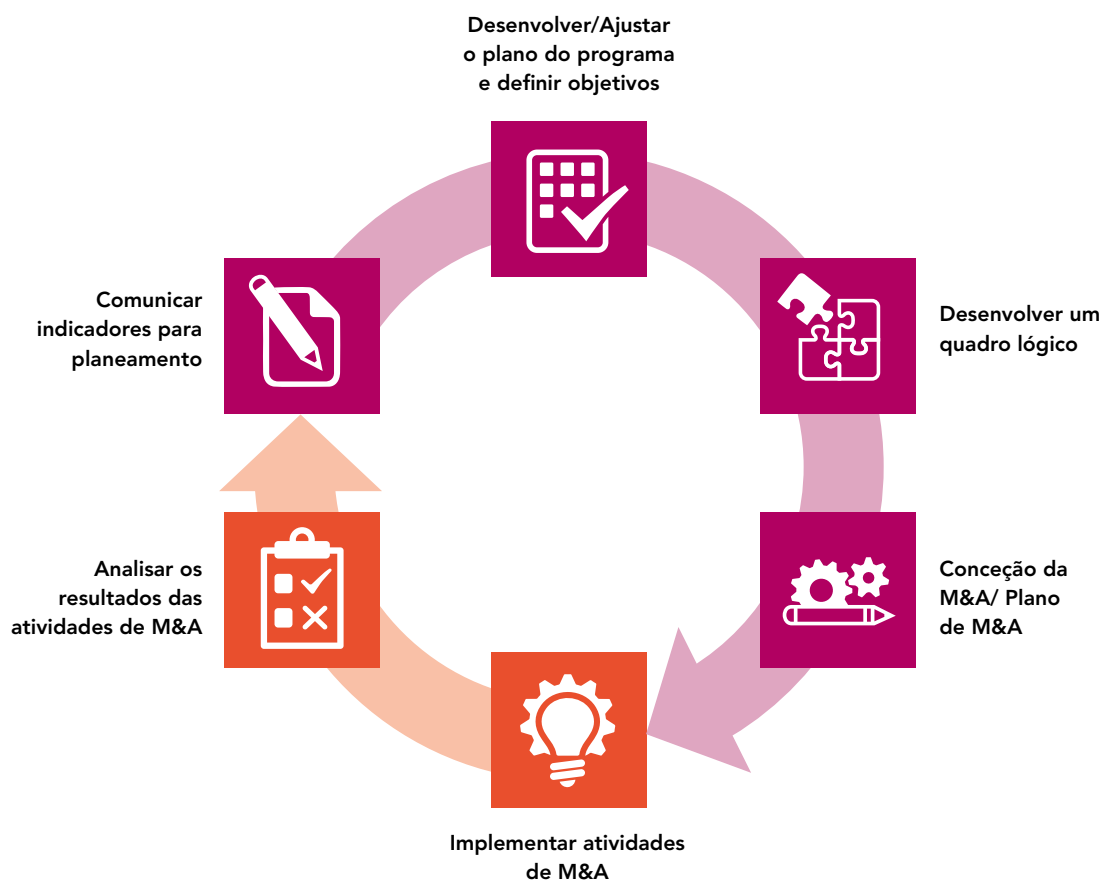 Desenvolver/Ajustar
o plano do programa
e definir objetivos
Desenvolver um
quadro lógico
Conceção da
M&A/ Plano
de M&A
Implementar atividades
de M&A
Analisar os
resultados das
atividades de M&A
Comunicar
indicadores para
planeamento